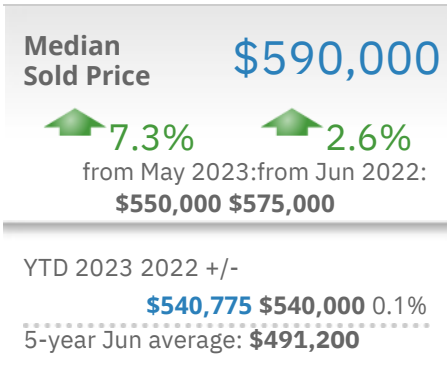 Median
Sold Price
$590,000
7.3%
2.6%
from May 2023:from Jun 2022:
$550,000 $575,000
YTD 2023 2022 +/-
$540,775 $540,000 0.1%
5-year Jun average: $491,200